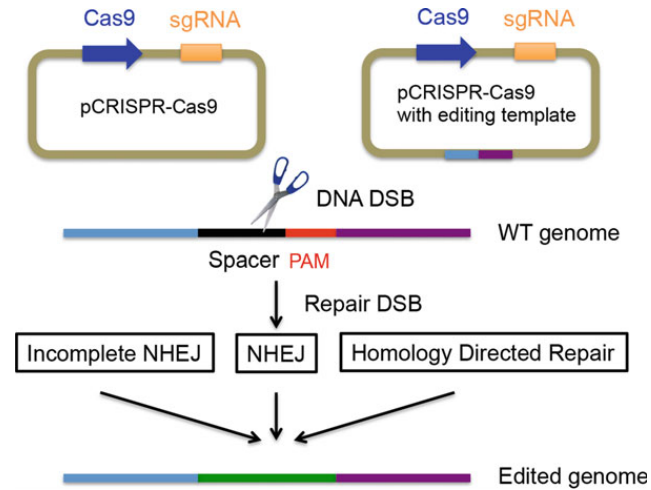 Cas9 sgRNA
pCRISPR-Cas9
Cas9 sgRNA
pCRISPR-Cas9
with editing template
DNA DSB
WT genome
Spacer PAM
Repair DSB
Incomplete NHEJ
NHEJ
Homology Directed Repair
Edited genome